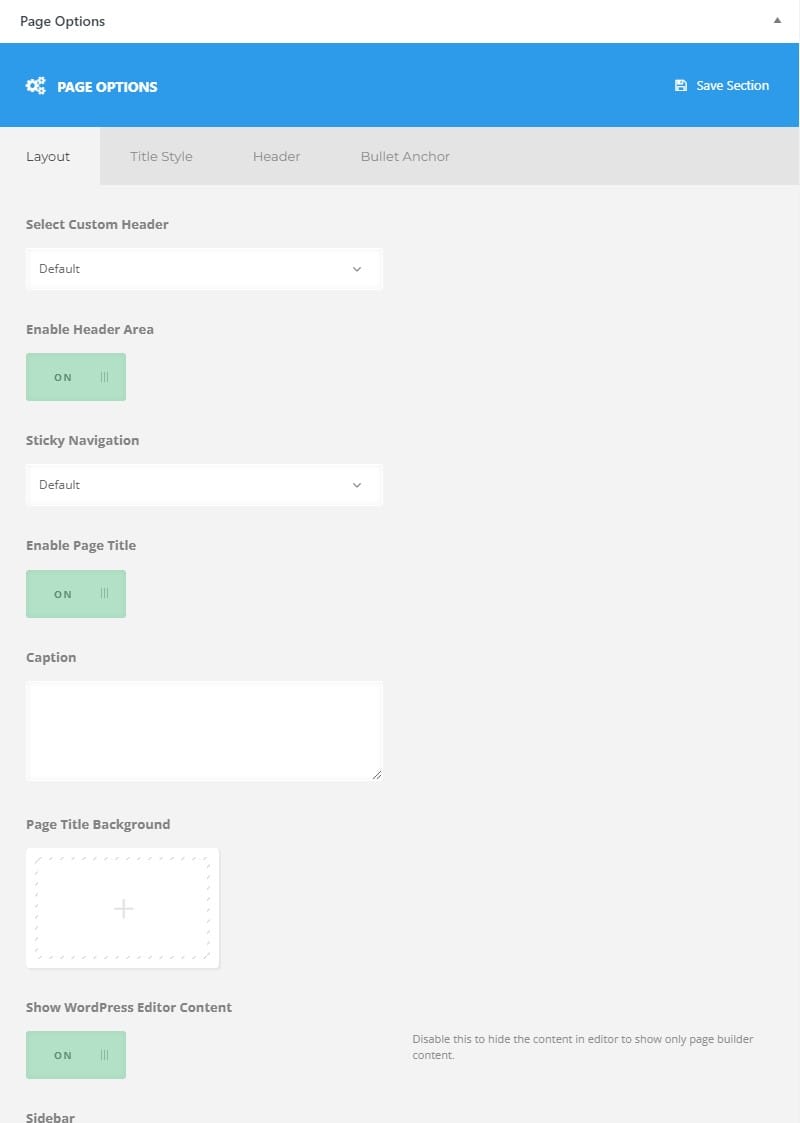 Page Options
PAGE OPTIONS
Save Section
Layout
Title Style
Header
Bullet Anchor
Select Custom Header
Default
Enable Header Area
ON
Sticky Navigation
Default
Enable Page Title
ON
Caption
Page Title Background
Show WordPress Editor Content
ON
Disable this to hide the content in editor to show only page builder
content.
Sidebar